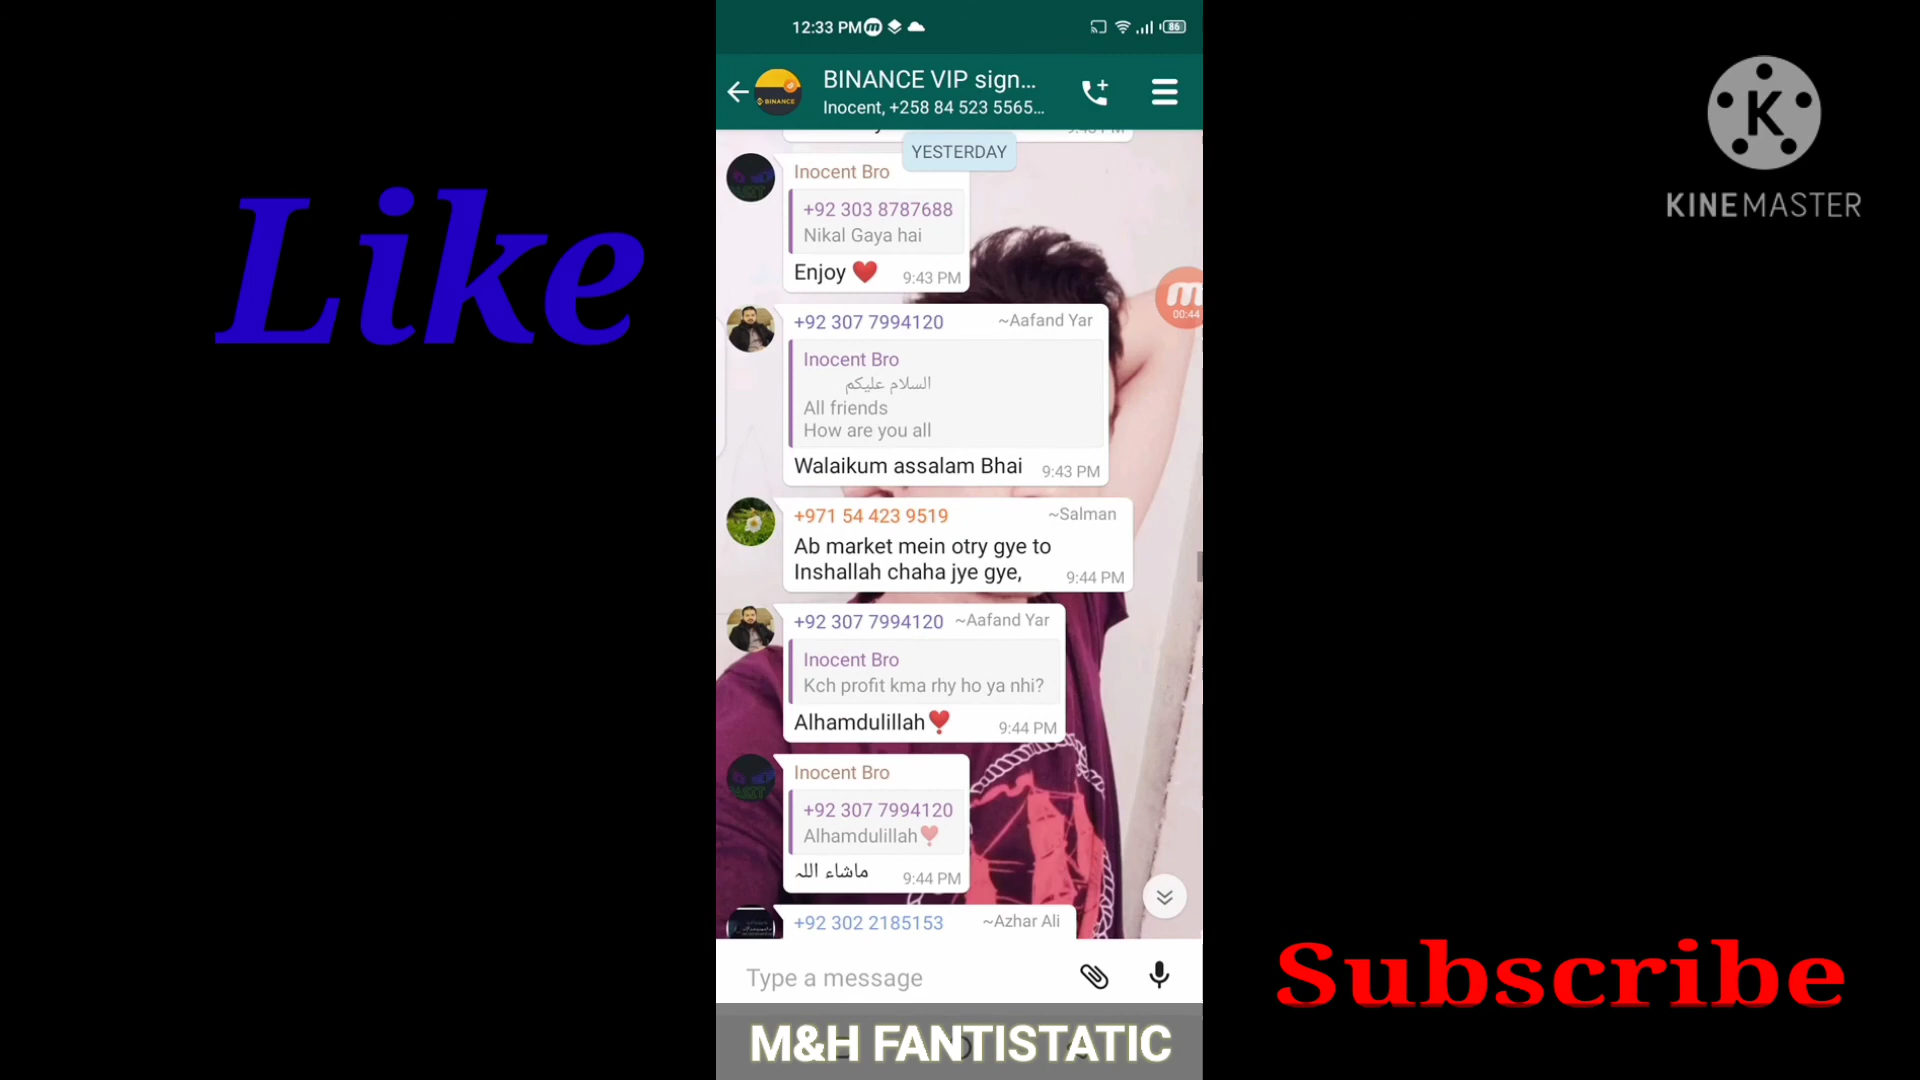 12:33 PM
86
BINANCE VIP sign...
Inocent, +258 84 523 5565...
BINANCE
YESTERDAY
Inocent Bro
+92 303 8787688
Nikal Gaya hai
Enjoy ❤️ 9:43 PM
+92 307 7994120 ~Aafand Yar
Inocent Bro
السلام علیکم
All friends
How are you all
Walaikum assalam Bhai 9:43 PM
+971 54 423 9519 ~Salman
Ab market mein otry gye to
Inshallah chaha jye gye, 9:44 PM
+92 307 7994120 ~Aafand Yar
Inocent Bro
Kch profit kma rhy ho ya nhi?
Alhamdulillah❣️ 9:44 PM
Inocent Bro
+92 307 7994120
Alhamdulillah❣️
ماشاء اللہ 9:44 PM
+92 302 2185153 ~Azhar Ali
Type a message
M&H FANTISTATIC
00:44
Like
K
KINEMASTER
Subscribe